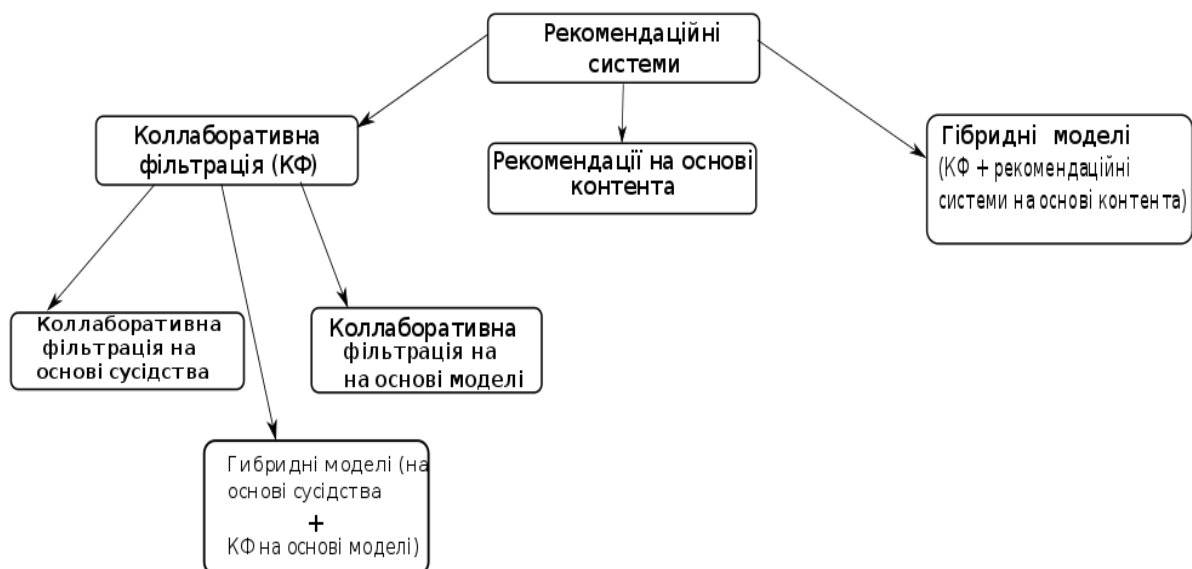 Рекомендаційні
системи
Коллаборативна
фільтрація (КФ)
Рекомендації на основі
контента
Гібридні моделі
(КФ + рекомендаційні
системи на основі контента)
Коллаборативна
фільтрація на
основі сусідства
Коллаборативна
фільтрація на
на основі моделі
Гибридні моделі (на
основі сусідства
+
КФ на основі моделі)